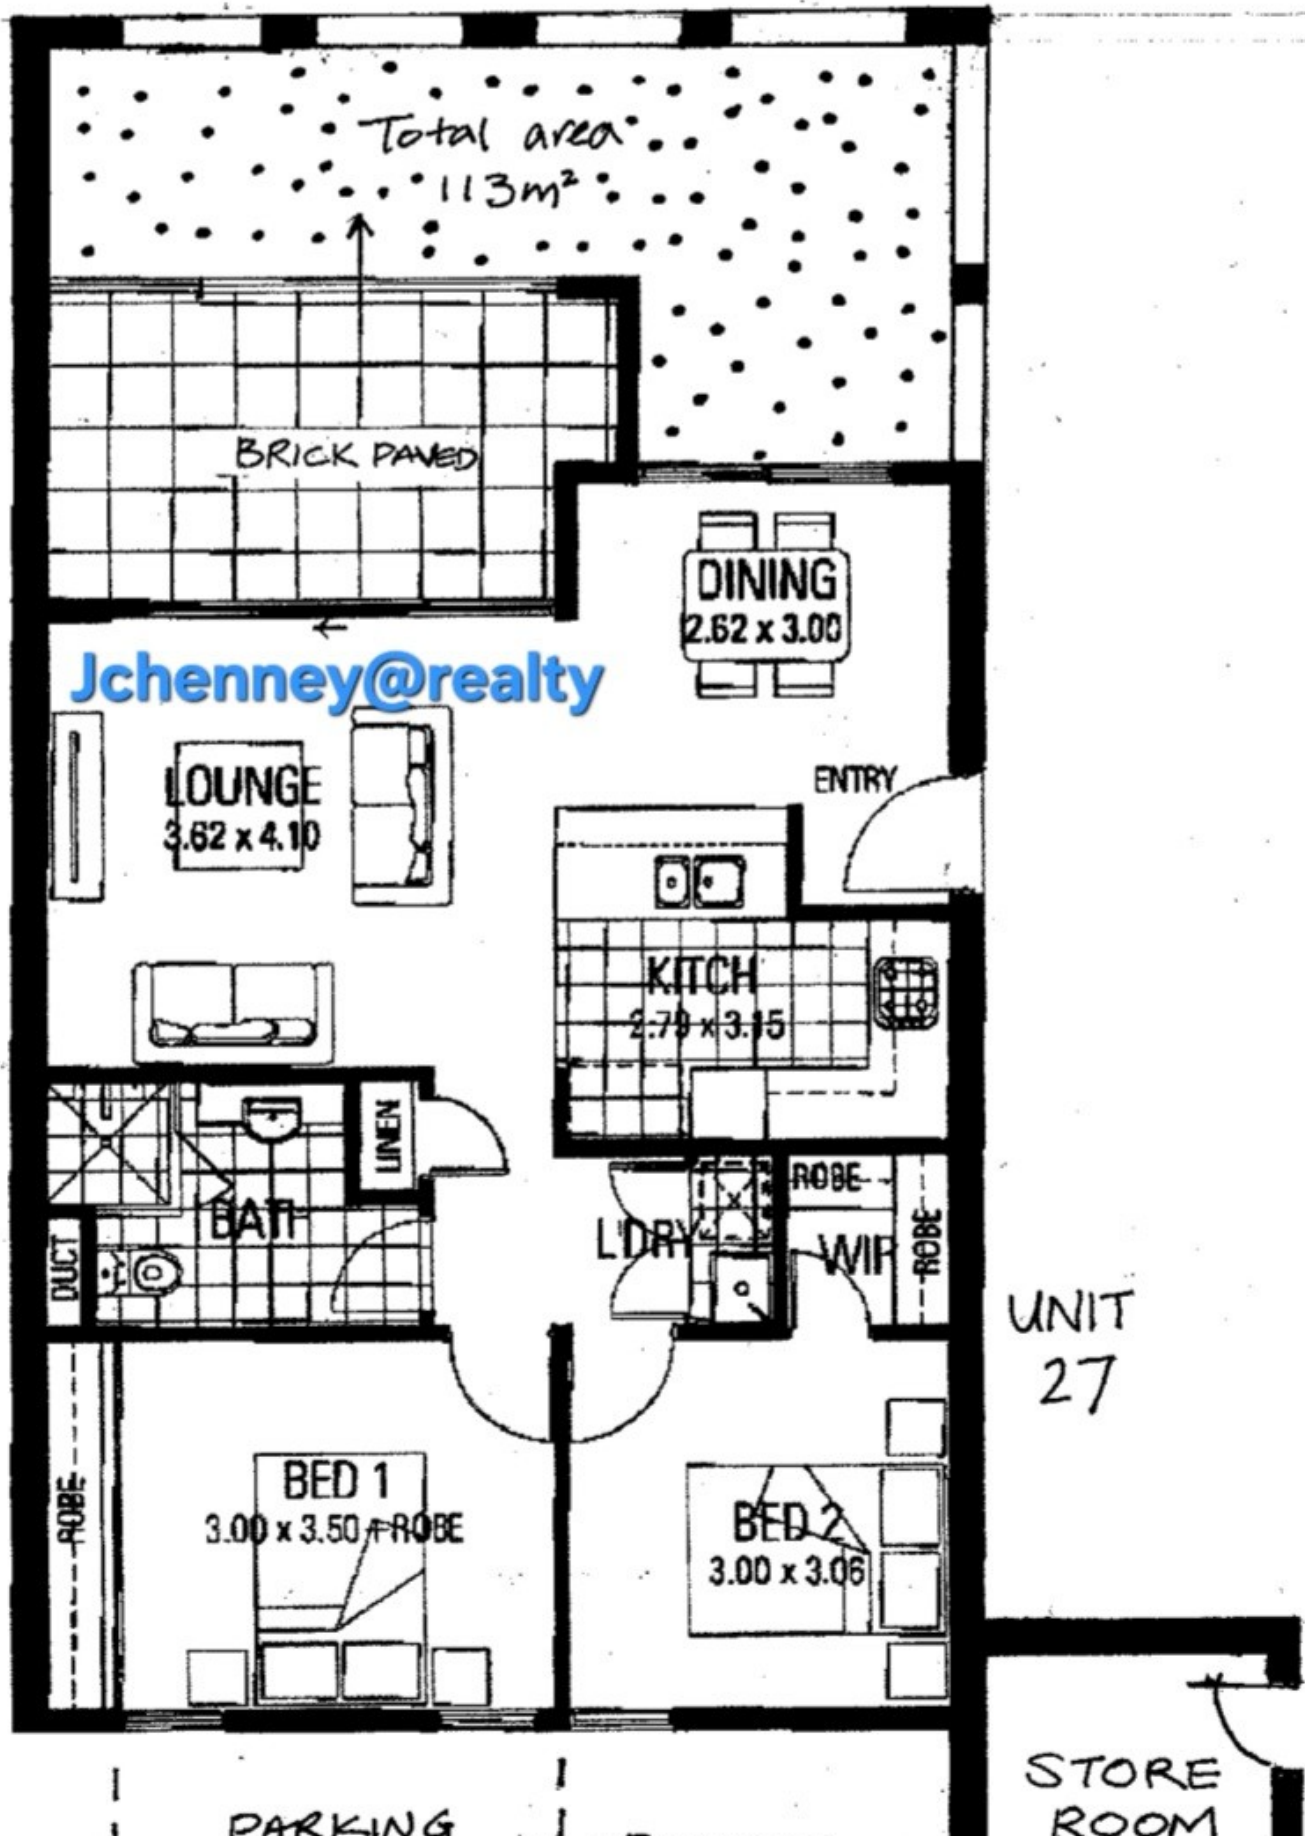 Total area
113m²
BRICK PAVED
DINING
2.62 x 3.00
Jchenney@realty
LOUNGE
3.62 x 4.10
ENTRY
KITCH
2.79 x 3.15
LINEN
ROBE
BATH
L'DRY
WIR
ROBE
DUCT
UNIT
27
ROBE
BED 1
3.00 x 3.50 + ROBE
BED 2
3.00 x 3.06
STORE
ROOM
PARKING